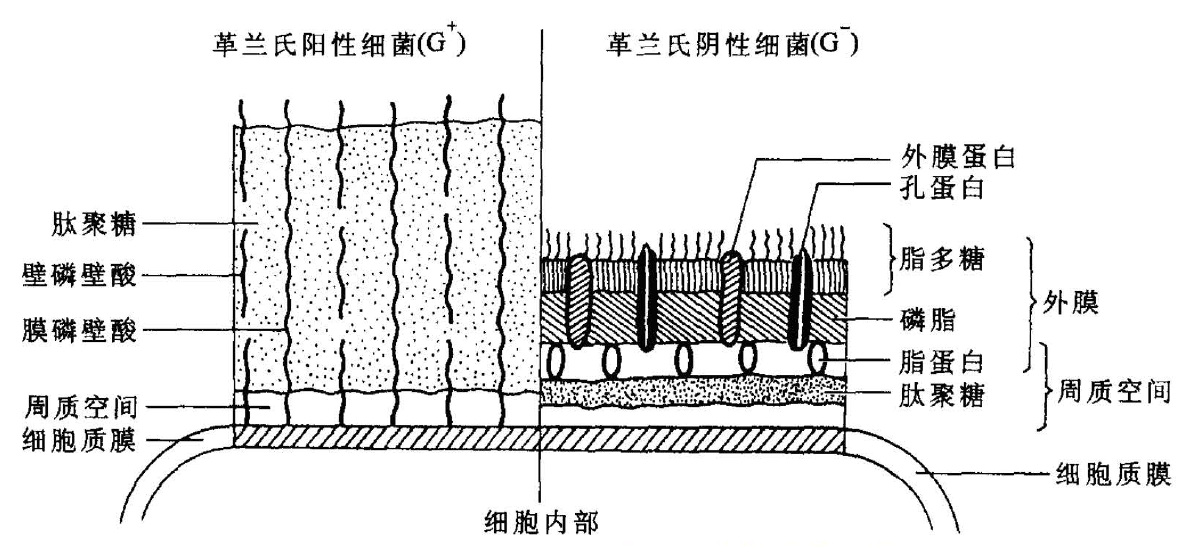 革兰氏阳性细菌(G⁺)
革兰氏阴性细菌(G⁻)
肽聚糖
壁磷壁酸
膜磷壁酸
周质空间
细胞质膜
外膜蛋白
孔蛋白
脂多糖
磷脂
脂蛋白
肽聚糖
外膜
周质空间
细胞质膜
细胞内部